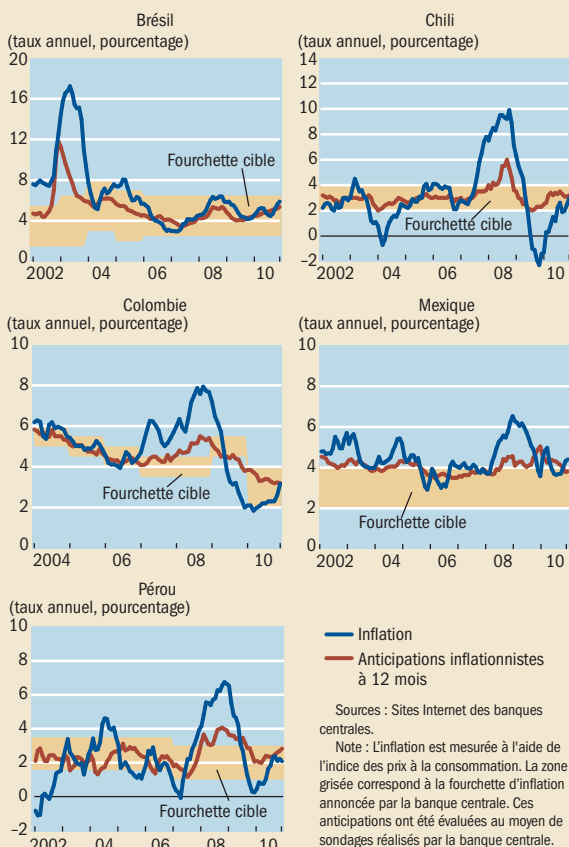 Brésil
(taux annuel, pourcentage)
20
16
12
8
4
0
Fourchette cible
2002 04 06 08 10
Chili
(taux annuel, pourcentage)
14
12
10
8
6
4
2
0
–2
Fourchette cible
2002 04 06 08 10
Colombie
(taux annuel, pourcentage)
10
8
6
4
2
0
Fourchette cible
2004 06 08 10
Mexique
(taux annuel, pourcentage)
10
8
6
4
2
0
Fourchette cible
2004 06 08 10
Pérou
(taux annuel, pourcentage)
10
8
6
4
2
0
–2
Fourchette cible
2002 04 06 08 10
Inflation
Anticipations inflationnistes
à 12 mois
Sources : Sites Internet des banques
centrales.
Note : L'inflation est mesurée à l'aide de
l'indice des prix à la consommation. La zone
grisée correspond à la fourchette d'inflation
annoncée par la banque centrale. Ces
anticipations ont été évaluées au moyen de
sondages réalisés par la banque centrale.